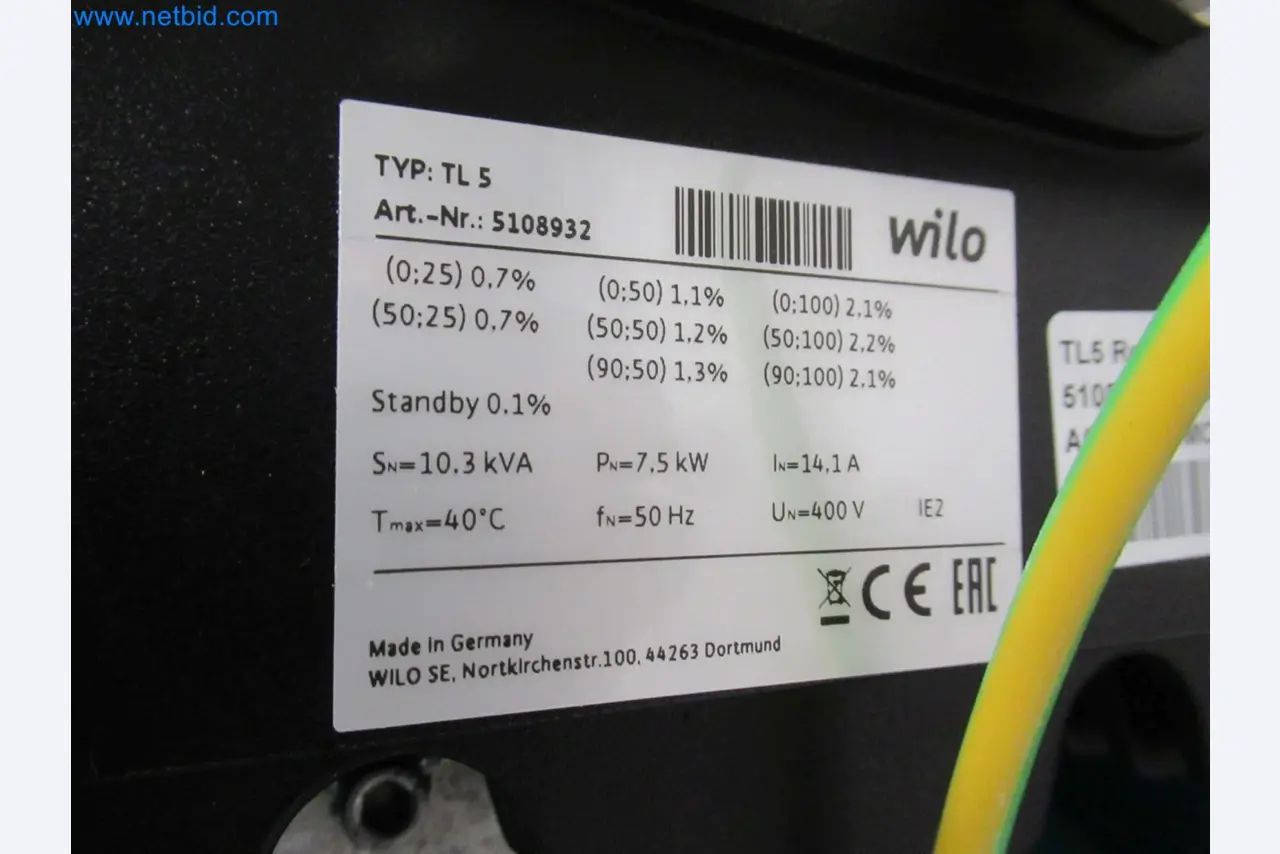 www.netbid.com
TYP: TL 5
Art.-Nr.: 5108932
wilo
(0;25) 0,7% (0;50) 1,1% (0;100) 2,1%
(50;25) 0,7% (50;50) 1,2% (50;100) 2,2%
(90;50) 1,3% (90;100) 2,1%
Standby 0,1%
SN=10,3 kVA PN=7,5 kW IN=14,1 A
Tmax=40°C fN=50 Hz UN=400 V IE2
CE EAC
Made in Germany
WILO SE, Nortkirchenstr.100, 44263 Dortmund
TL5